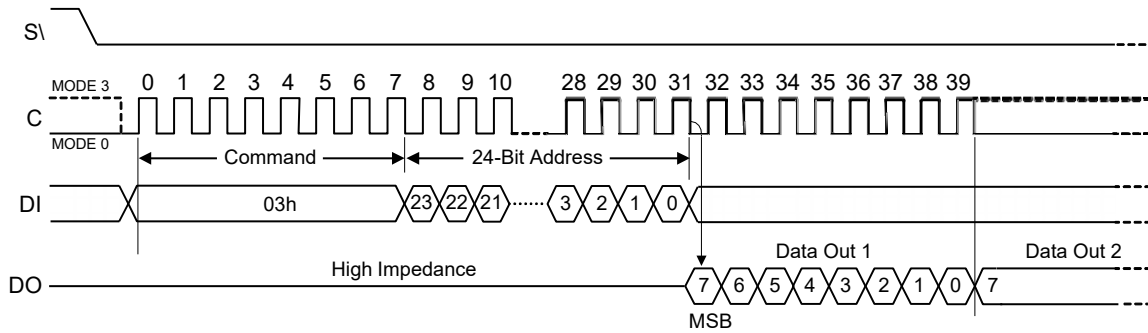 S\
MODE 3
0 1 2 3 4 5 6 7 8 9 10 28 29 30 31 32 33 34 35 36 37 38 39
C
MODE 0
Command 24-Bit Address
DI 03h 23 22 21 3 2 1 0
High Impedance Data Out 1 Data Out 2
DO 7 6 5 4 3 2 1 0 7
MSB